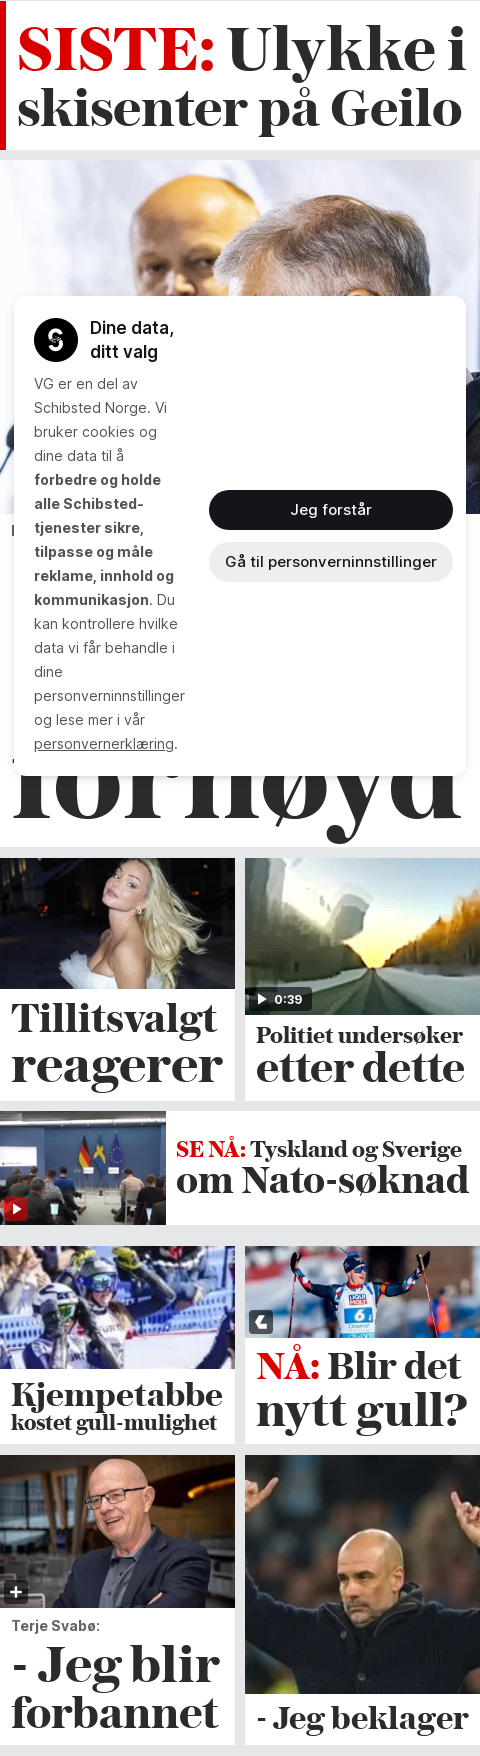 SISTE: Ulykke i
skisenter på Geilo
Dine data,
ditt valg
VG er en del av
Schibsted Norge. Vi
bruker cookies og
dine data til å
forbedre og holde
alle Schibsted-
tjenester sikre,
tilpasse og måle
reklame, innhold og
kommunikasjon. Du
kan kontrollere hvilke
data vi får behandle i
dine
personverninnstillinger
og lese mer i vår
personvernerklæring.
Jeg forstår
Gå til personverninnstillinger
fornøyd
Tillitsvalgt
reagerer
0:39
Politiet undersøker
etter dette
SE NÅ: Tyskland og Sverige
om Nato-søknad
Kjempetabbe
kostet gull-mulighet
6
NÅ: Blir det
nytt gull?
Terje Svabø:
- Jeg blir
forbannet
- Jeg beklager